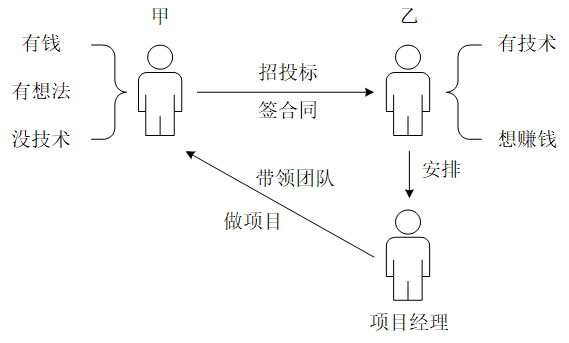 甲
乙
有钱
有想法
没技术
招投标
签合同
有技术
想赚钱
安排
带领团队
做项目
项目经理